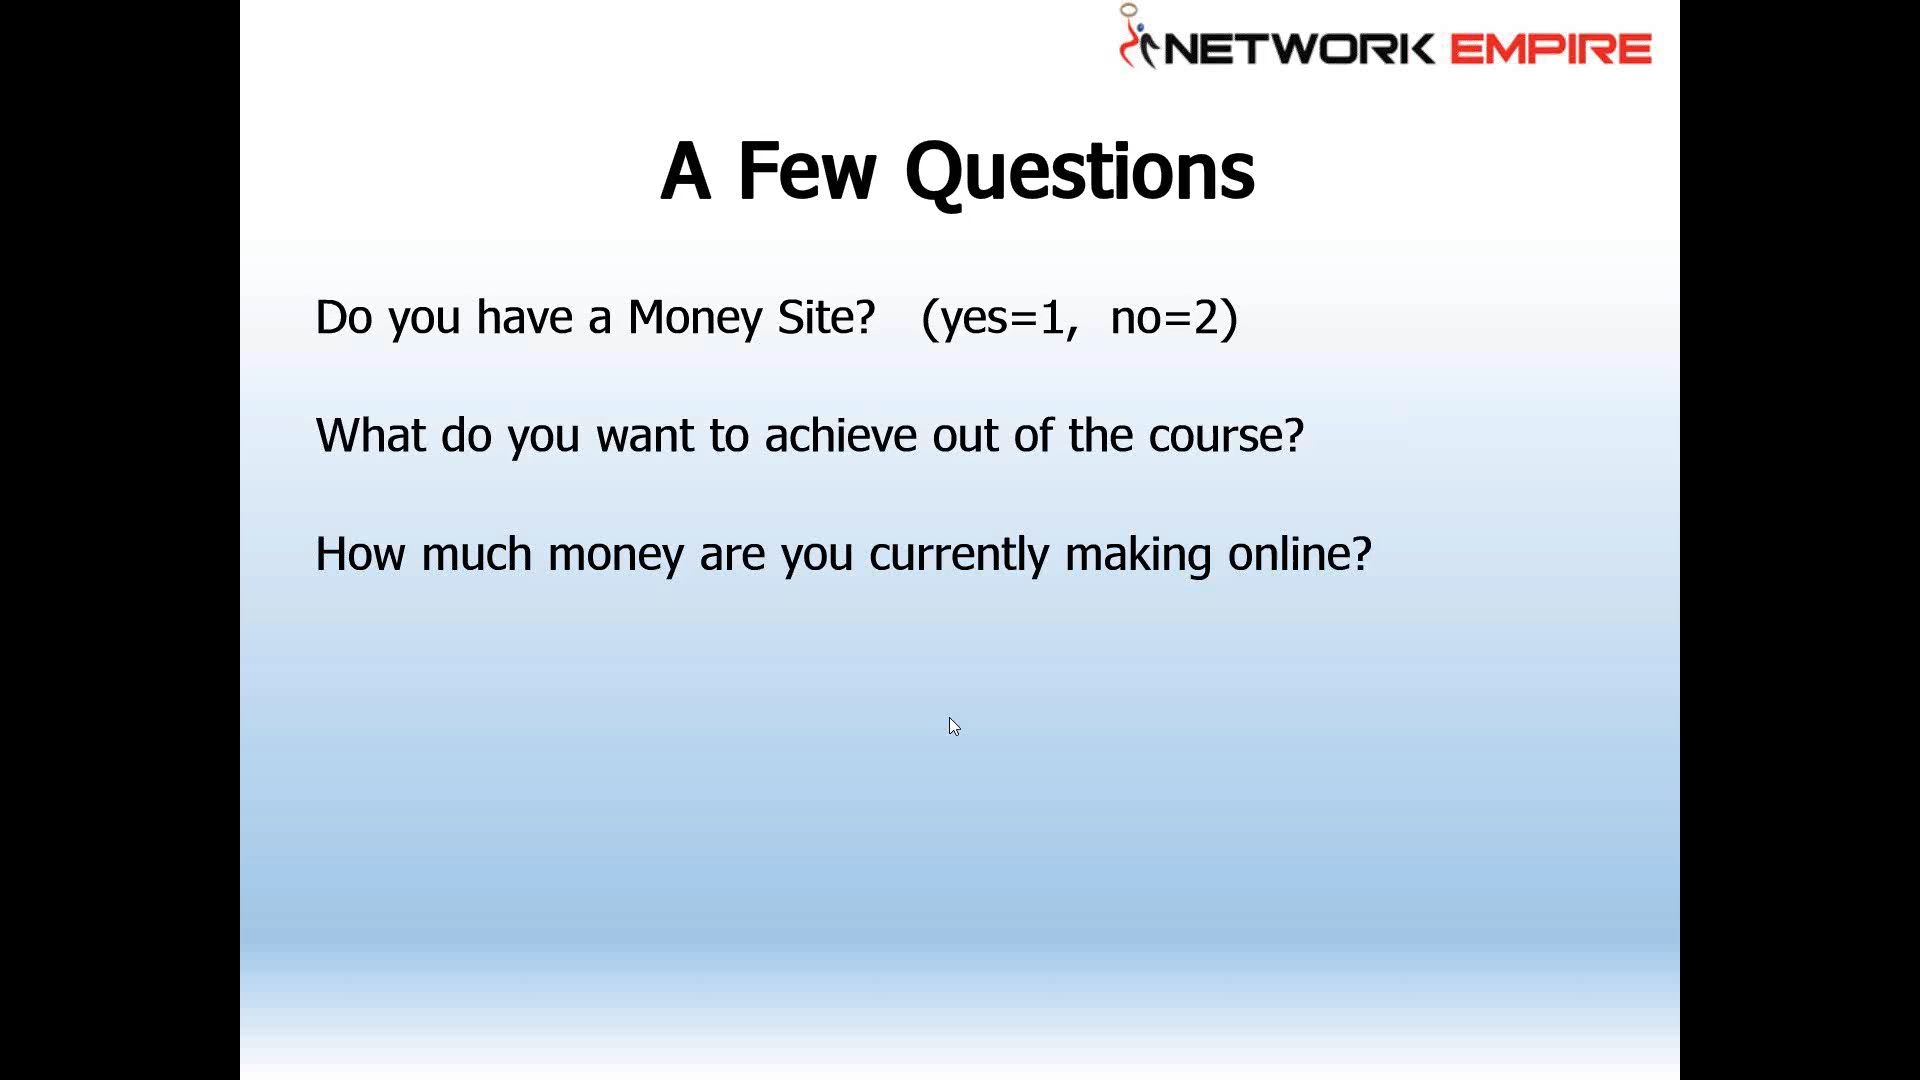 NETWORK EMPIRE
A Few Questions
Do you have a Money Site? (yes=1, no=2)
What do you want to achieve out of the course?
How much money are you currently making online?